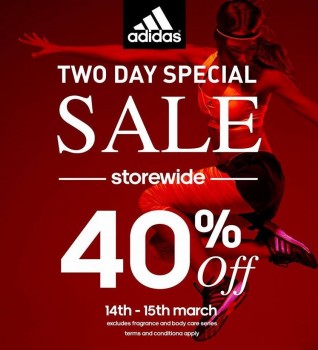 adidas
TWO DAY SPECIAL
SALE
storewide
40%
Off
14th - 15th march
excludes fragrance and body care series
terms and conditiona apply